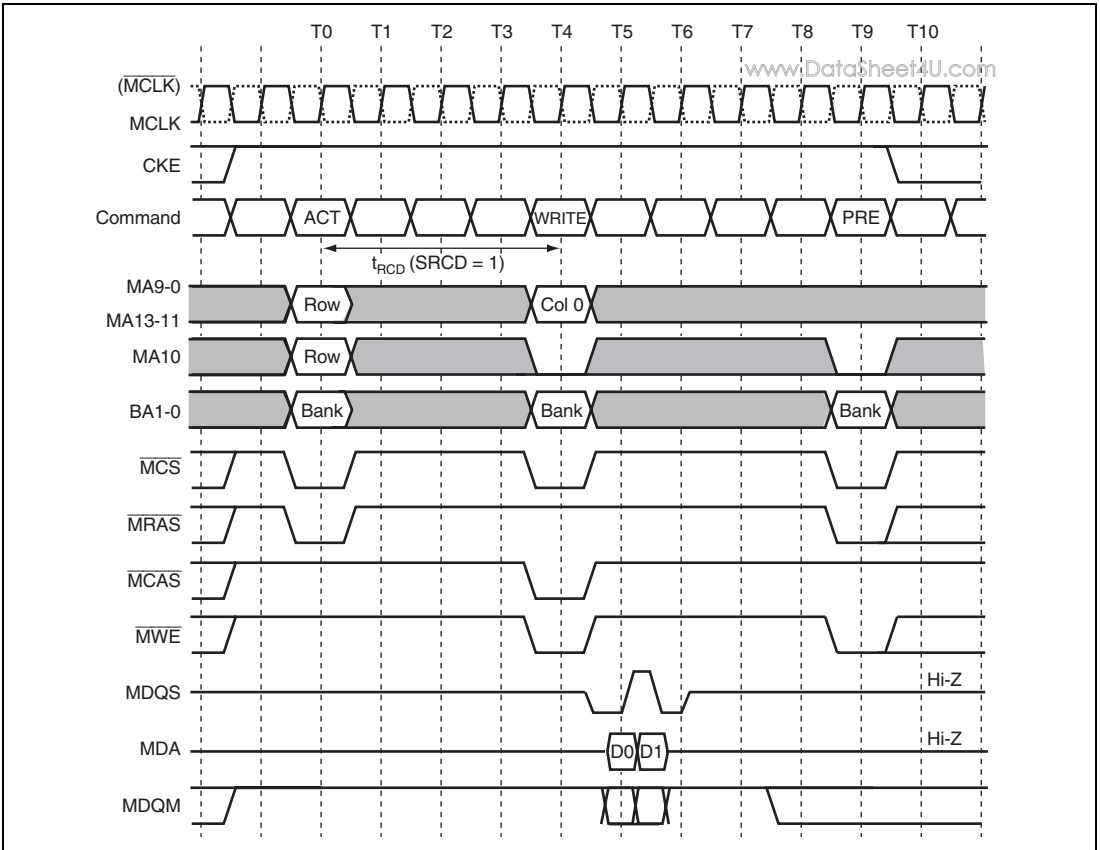 T0 T1 T2 T3 T4 T5 T6 T7 T8 T9 T10
www.DataSheet4U.com
(MCLK)
MCLK
CKE
Command ACT WRITE PRE
tRCD (SRCD = 1)
MA9-0
Row Col 0
MA13-11
MA10 Row
BA1-0 Bank Bank Bank
MCS
MRAS
MCAS
MWE
MDQS Hi-Z
MDA D0 D1 Hi-Z
MDQM